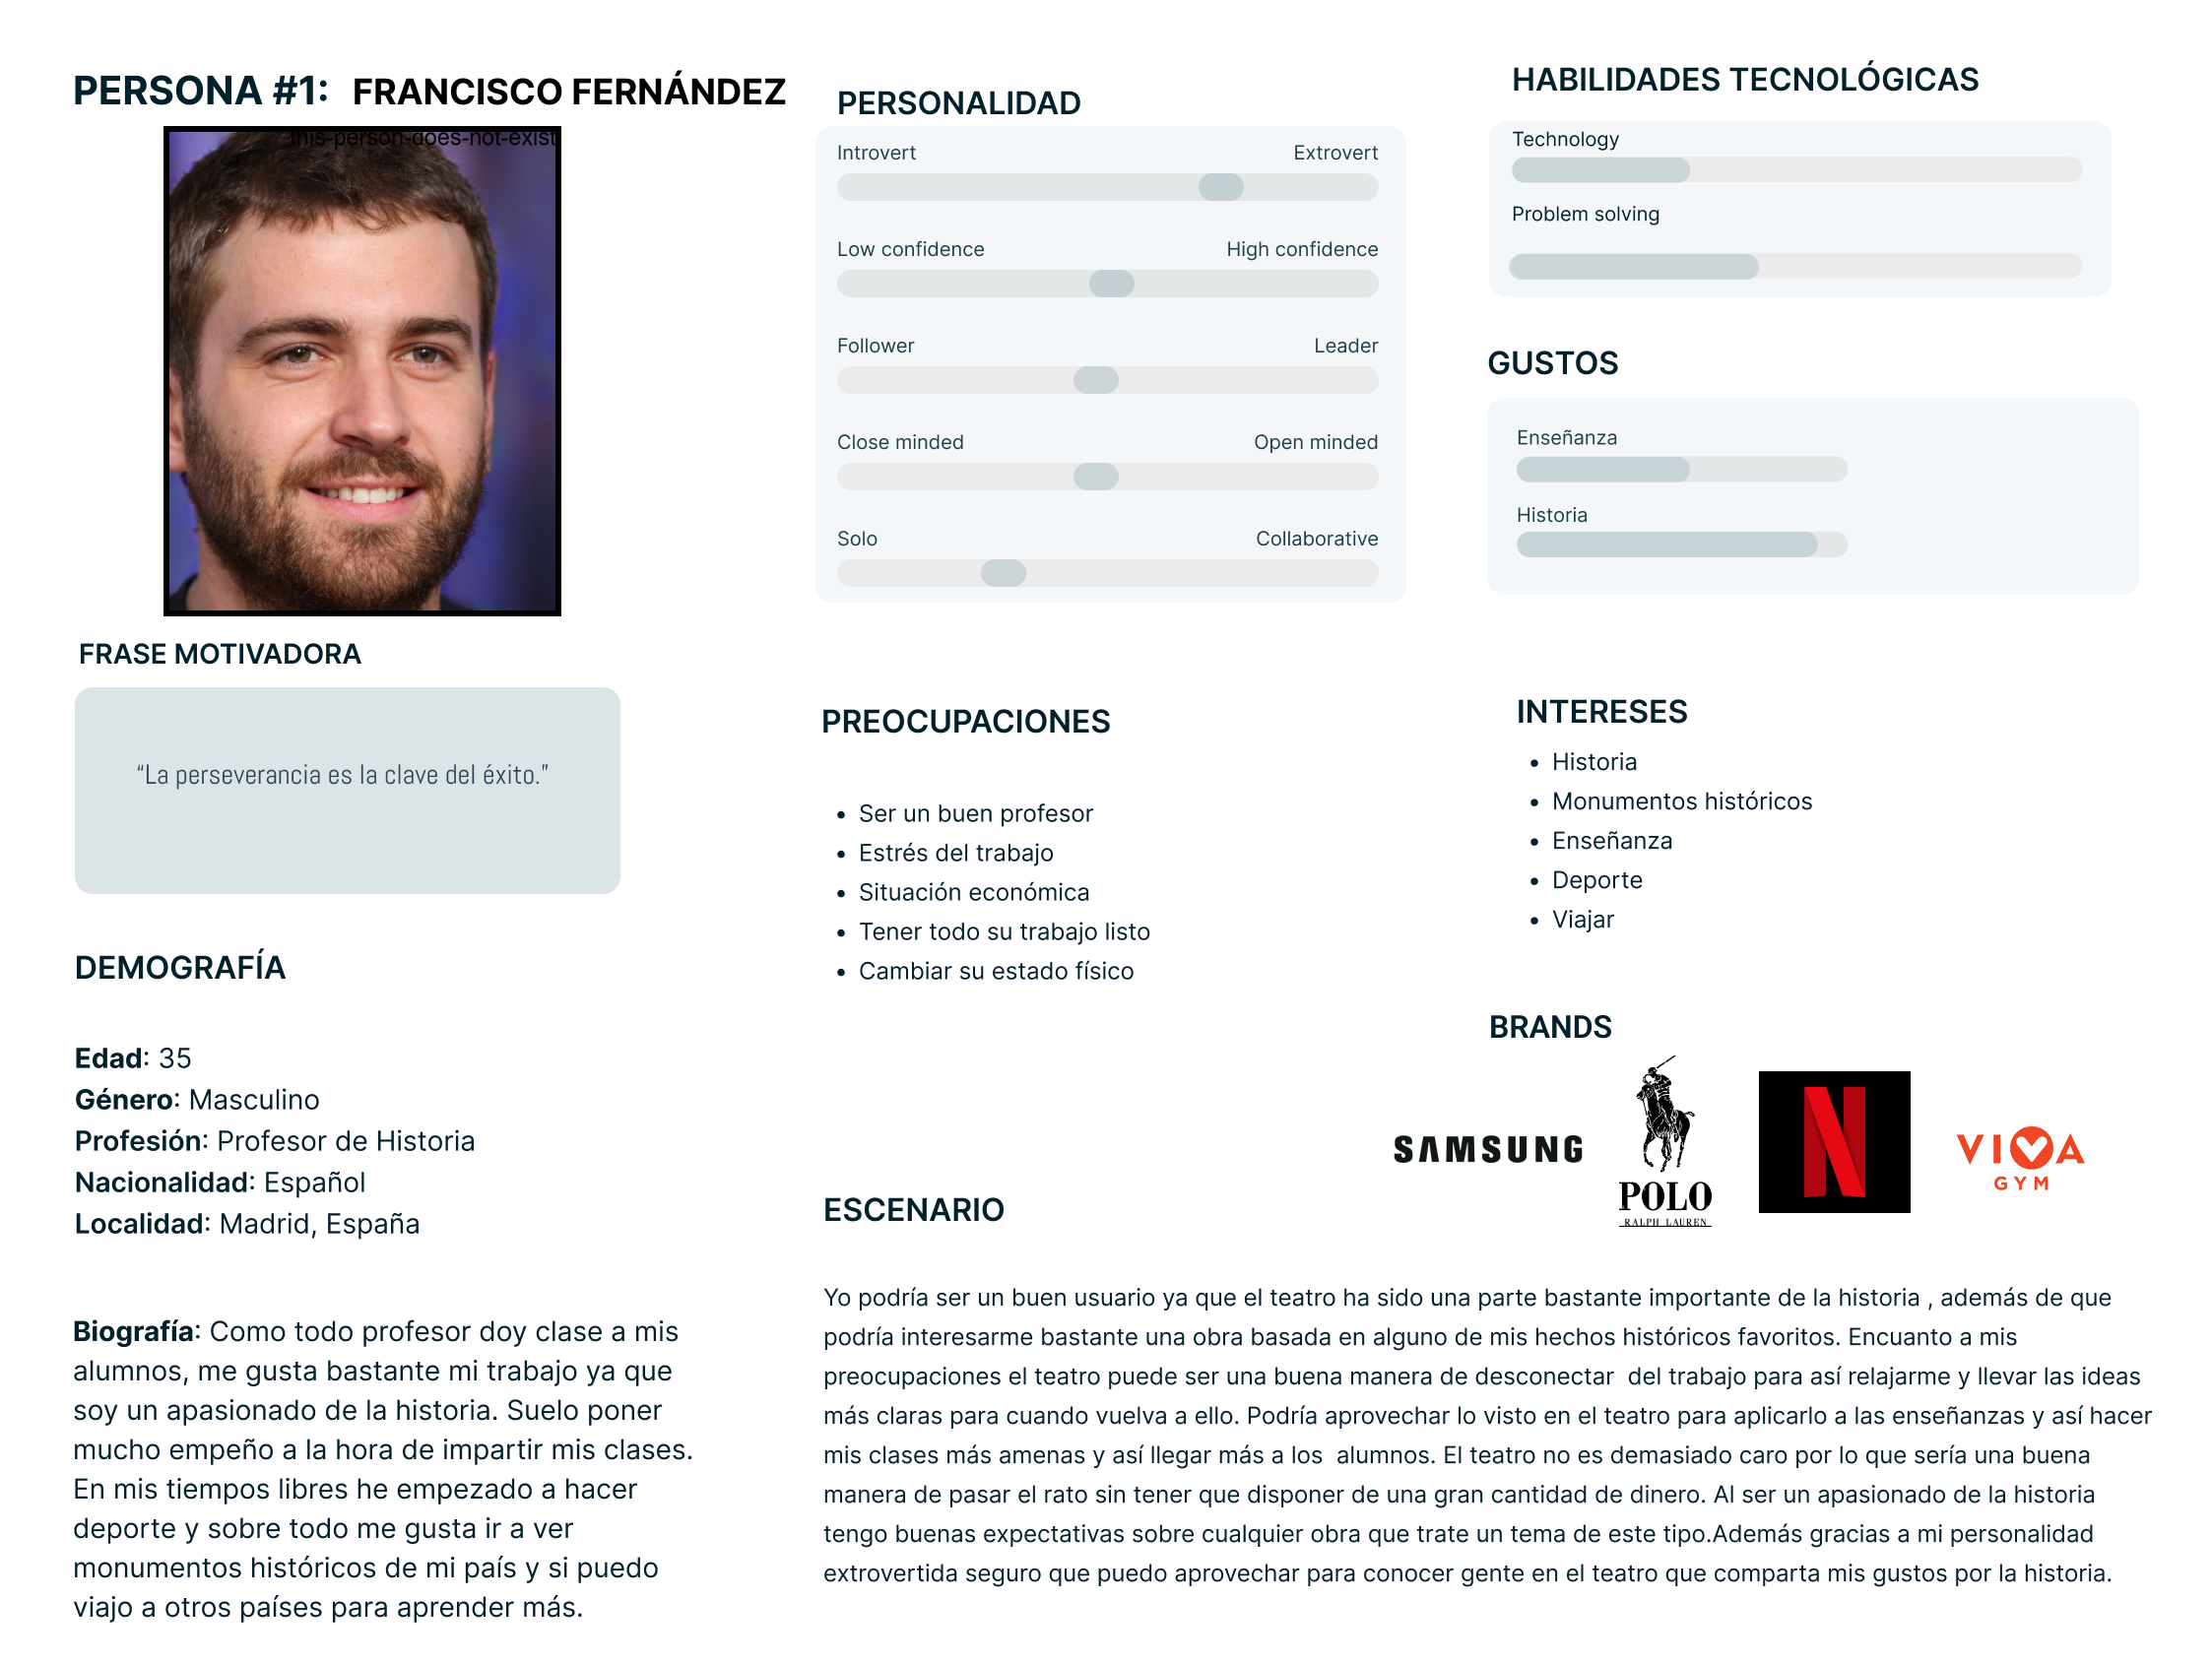 PERSONA #1: FRANCISCO FERNÁNDEZ
this-person-does-not-exist
FRASE MOTIVADORA
“La perseverancia es la clave del éxito.”
DEMOGRAFÍA
Edad: 35
Género: Masculino
Profesión: Profesor de Historia
Nacionalidad: Español
Localidad: Madrid, España
Biografía: Como todo profesor doy clase a mis
alumnos, me gusta bastante mi trabajo ya que
soy un apasionado de la historia. Suelo poner
mucho empeño a la hora de impartir mis clases.
En mis tiempos libres he empezado a hacer
deporte y sobre todo me gusta ir a ver
monumentos históricos de mi país y si puedo
viajo a otros países para aprender más.
PERSONALIDAD
Introvert Extrovert
Low confidence High confidence
Follower Leader
Close minded Open minded
Solo Collaborative
PREOCUPACIONES
• Ser un buen profesor
• Estrés del trabajo
• Situación económica
• Tener todo su trabajo listo
• Cambiar su estado físico
HABILIDADES TECNOLÓGICAS
Technology
Problem solving
GUSTOS
Enseñanza
Historia
INTERESES
• Historia
• Monumentos históricos
• Enseñanza
• Deporte
• Viajar
BRANDS
SAMSUNG
POLO
RALPH LAUREN
N
VIVA
GYM
ESCENARIO
Yo podría ser un buen usuario ya que el teatro ha sido una parte bastante importante de la historia , además de que
podría interesarme bastante una obra basada en alguno de mis hechos históricos favoritos. Encuanto a mis
preocupaciones el teatro puede ser una buena manera de desconectar  del trabajo para así relajarme y llevar las ideas
más claras para cuando vuelva a ello. Podría aprovechar lo visto en el teatro para aplicarlo a las enseñanzas y así hacer
mis clases más amenas y así llegar más a los  alumnos. El teatro no es demasiado caro por lo que sería una buena
manera de pasar el rato sin tener que disponer de una gran cantidad de dinero. Al ser un apasionado de la historia
tengo buenas expectativas sobre cualquier obra que trate un tema de este tipo.Además gracias a mi personalidad
extrovertida seguro que puedo aprovechar para conocer gente en el teatro que comparta mis gustos por la historia.